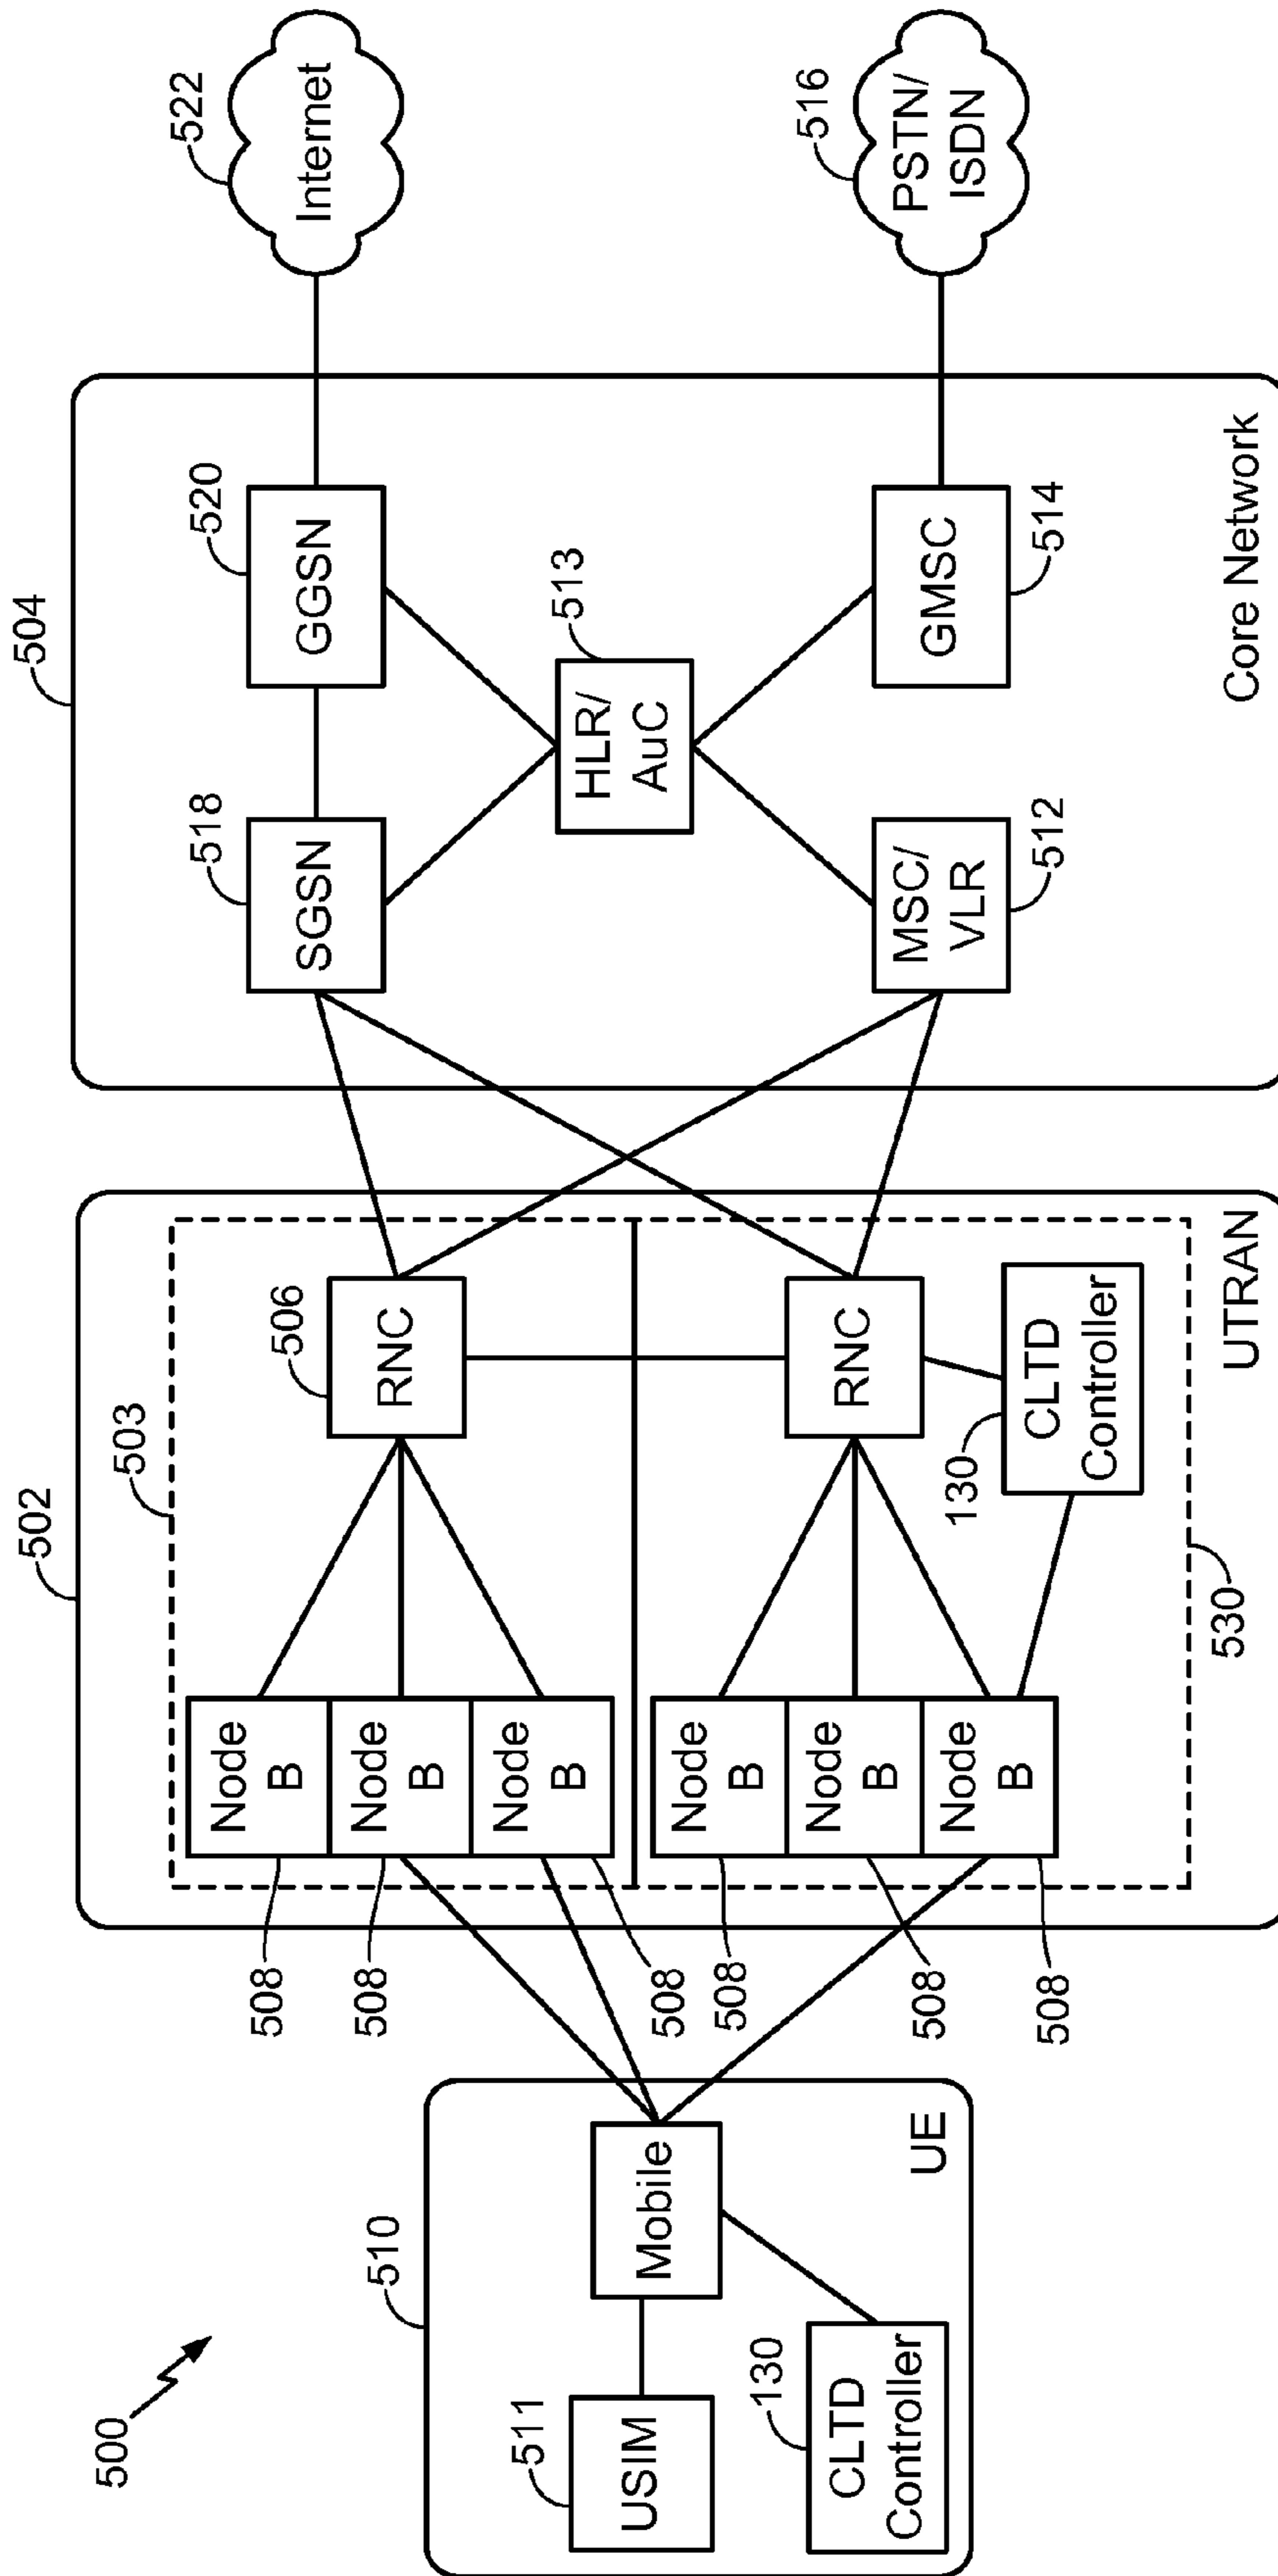 500
510
511
USIM
Mobile
130
CLTD
Controller
UE
502
503
508
Node
B
508
Node
B
508
Node
B
506
RNC
508
Node
B
508
Node
B
508
Node
B
RNC
130
CLTD
Controller
530
UTRAN
504
518
SGSN
520
GGSN
513
HLR/
AuC
MSC/
VLR
512
GMSC
514
Core Network
522
Internet
516
PSTN/
ISDN